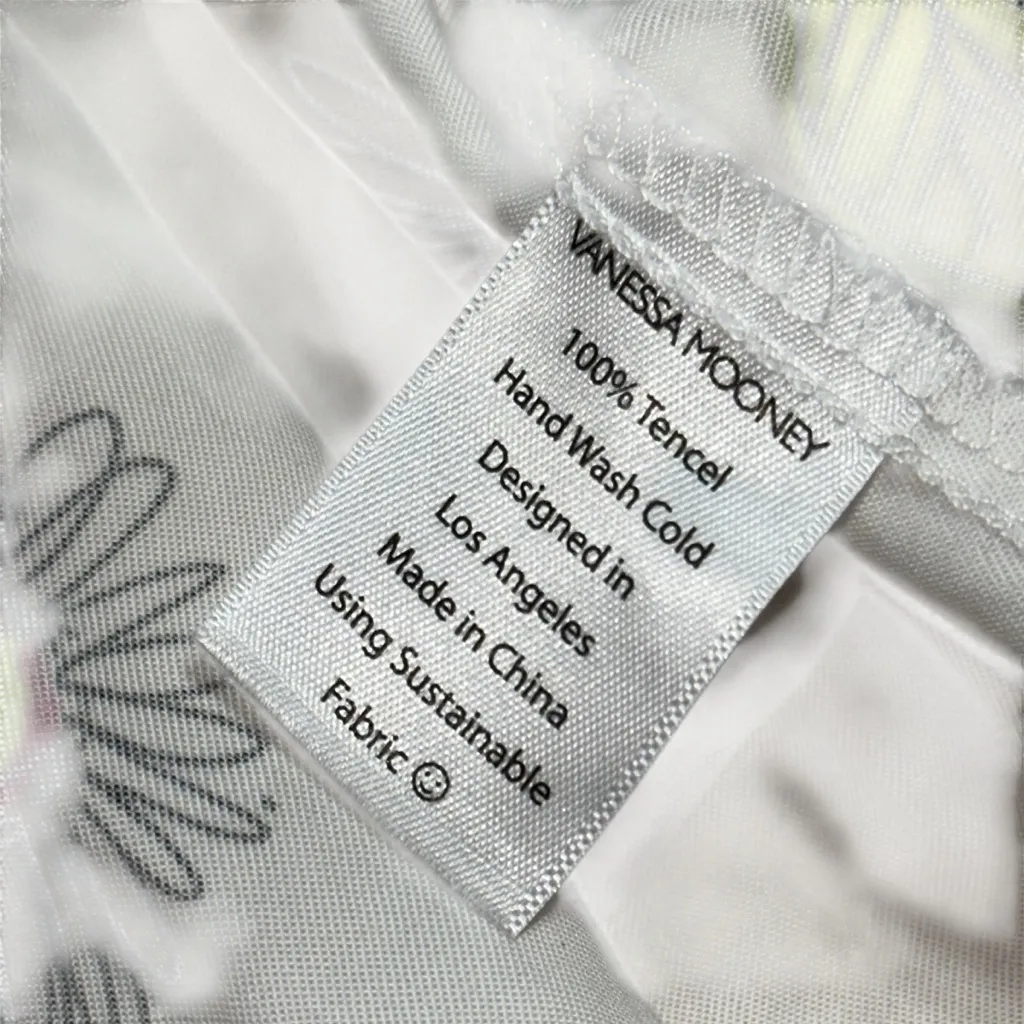 VANESSA MOONEY
100% Tencel
Hand Wash Cold
Designed in
Los Angeles
Made in China
Using Sustainable
Fabric ☺